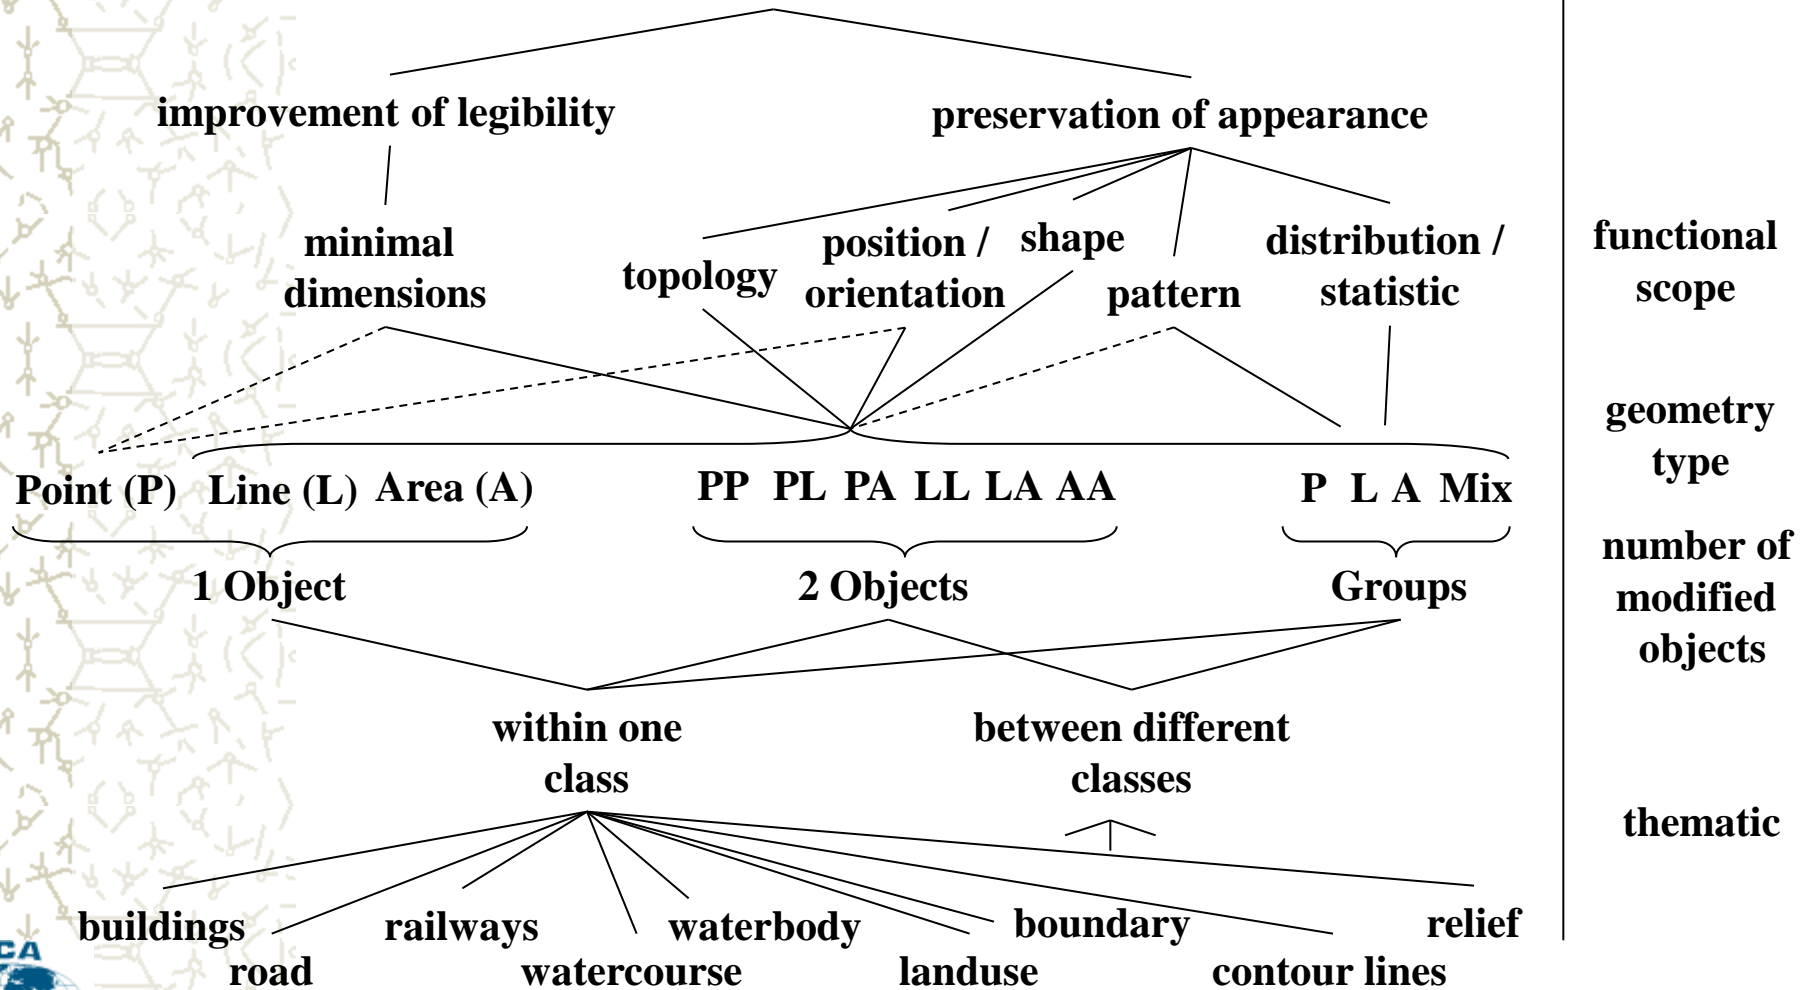 improvement of legibility
preservation of appearance
minimal
dimensions
topology
position /
orientation
shape
pattern
distribution /
statistic
functional
scope
geometry
type
Point (P) Line (L) Area (A)
PP PL PA LL LA AA
P L A Mix
1 Object
2 Objects
Groups
number of
modified
objects
within one
class
between different
classes
thematic
buildings
railways
waterbody
boundary
relief
road
watercourse
landuse
contour lines
CA